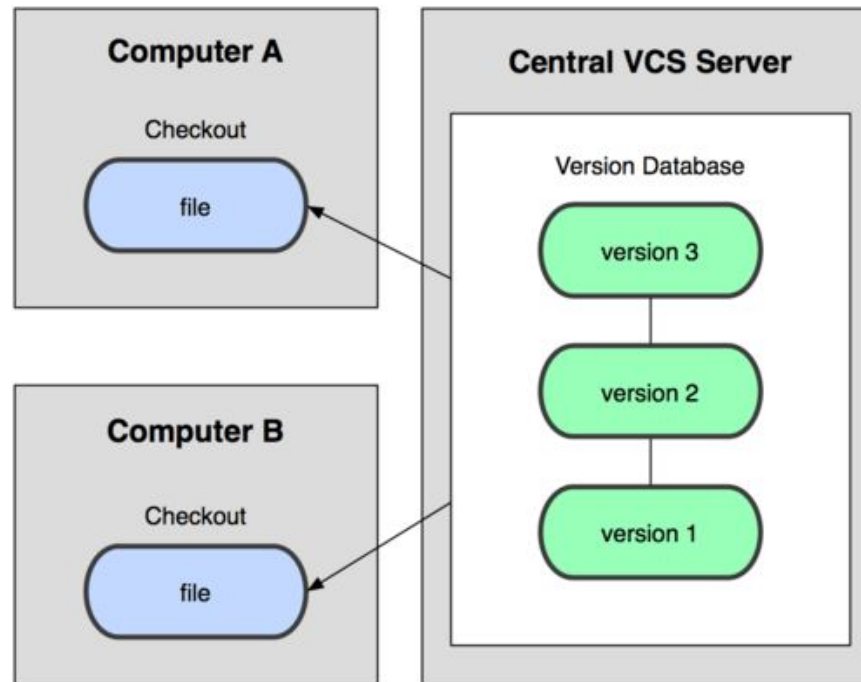 Computer A
Checkout
file
Computer B
Checkout
file
Central VCS Server
Version Database
version 3
version 2
version 1